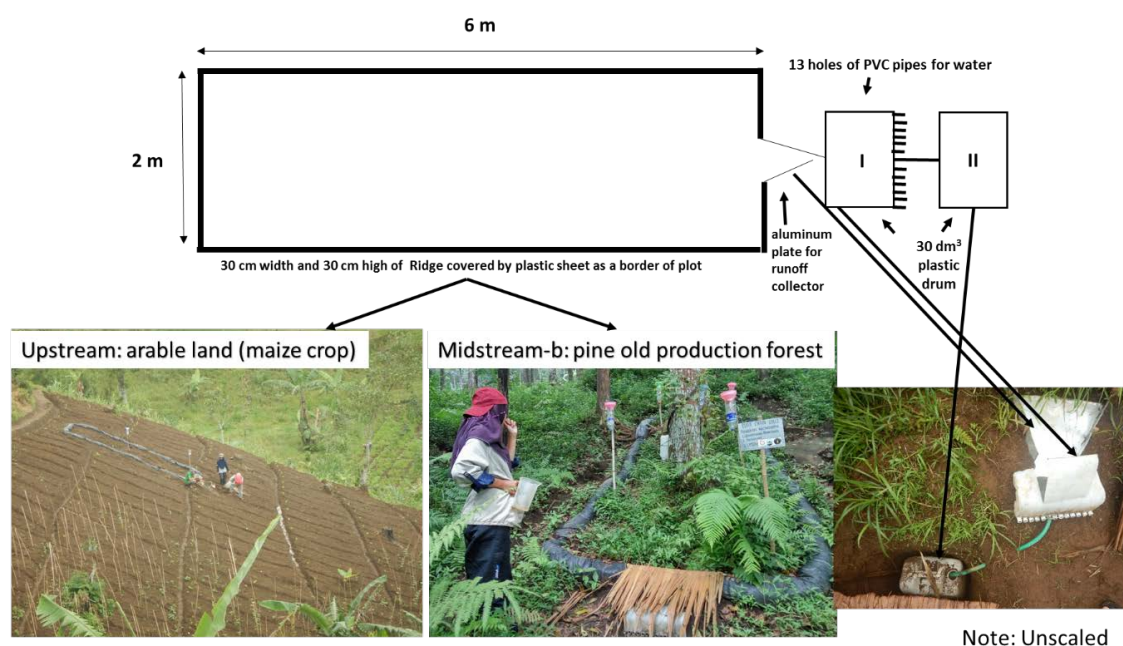 6 m
13 holes of PVC pipes for water
2 m
I
II
aluminum
plate for
runoff
collector
30 dm³
plastic
drum
30 cm width and 30 cm high of Ridge covered by plastic sheet as a border of plot
Upstream: arable land (maize crop)
Midstream-b: pine old production forest
Note: Unscaled